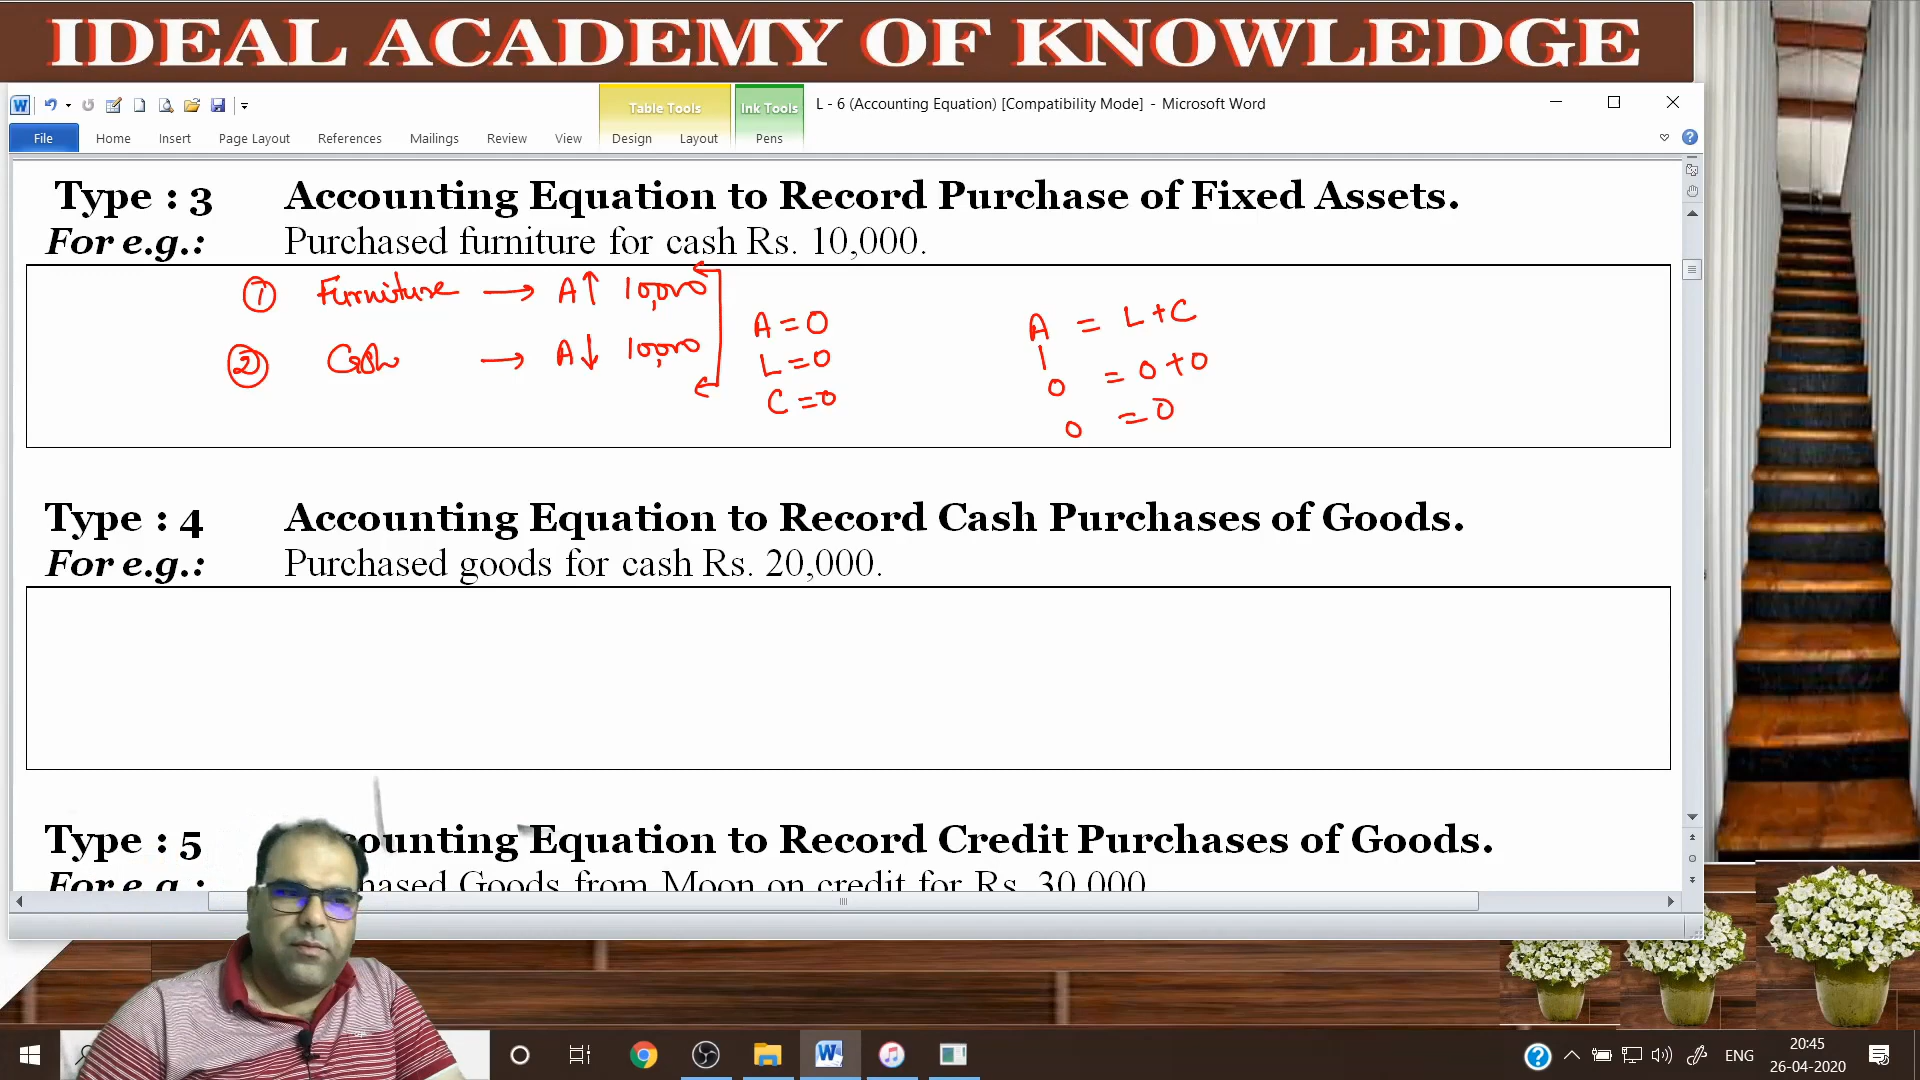 IDEAL ACADEMY OF KNOWLEDGE
Table Tools Ink Tools L - 6 (Accounting Equation) [Compatibility Mode] - Microsoft Word
File Home Insert Page Layout References Mailings Review View Design Layout Pens
Type : 3 Accounting Equation to Record Purchase of Fixed Assets.
For e.g.: Purchased furniture for cash Rs. 10,000.
① Furniture → A↑ 10,000
② Cash → A↓ 10,000
A = 0
L = 0
C = 0
A = L + C
0 = 0 + 0
0 = 0
Type : 4 Accounting Equation to Record Cash Purchases of Goods.
For e.g.: Purchased goods for cash Rs. 20,000.
Type : 5 counting Equation to Record Credit Purchases of Goods.
For e.g.: hased Goods from Moon on credit for Rs. 30,000
ENG
20:45
26-04-2020